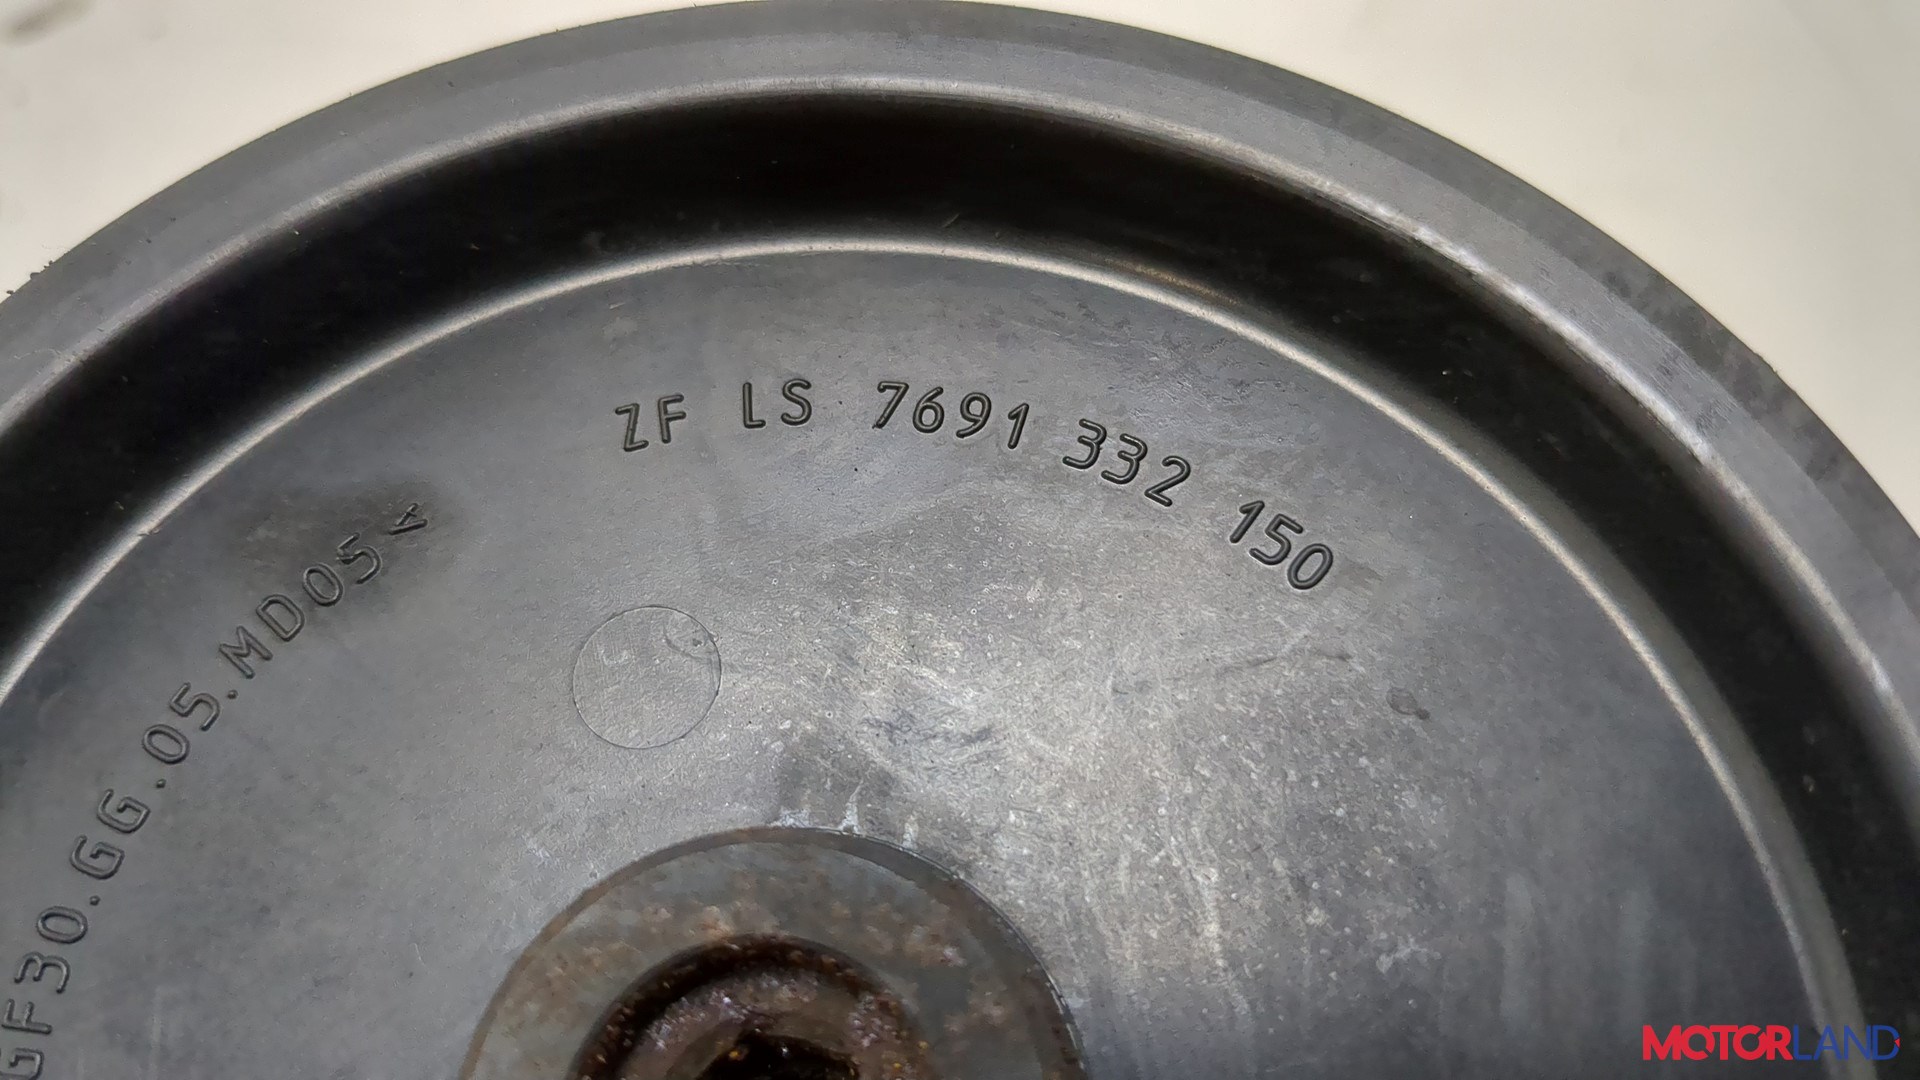 ZF LS 7691 332 150
GF30.GG.05.MD05<
MOTORLAND